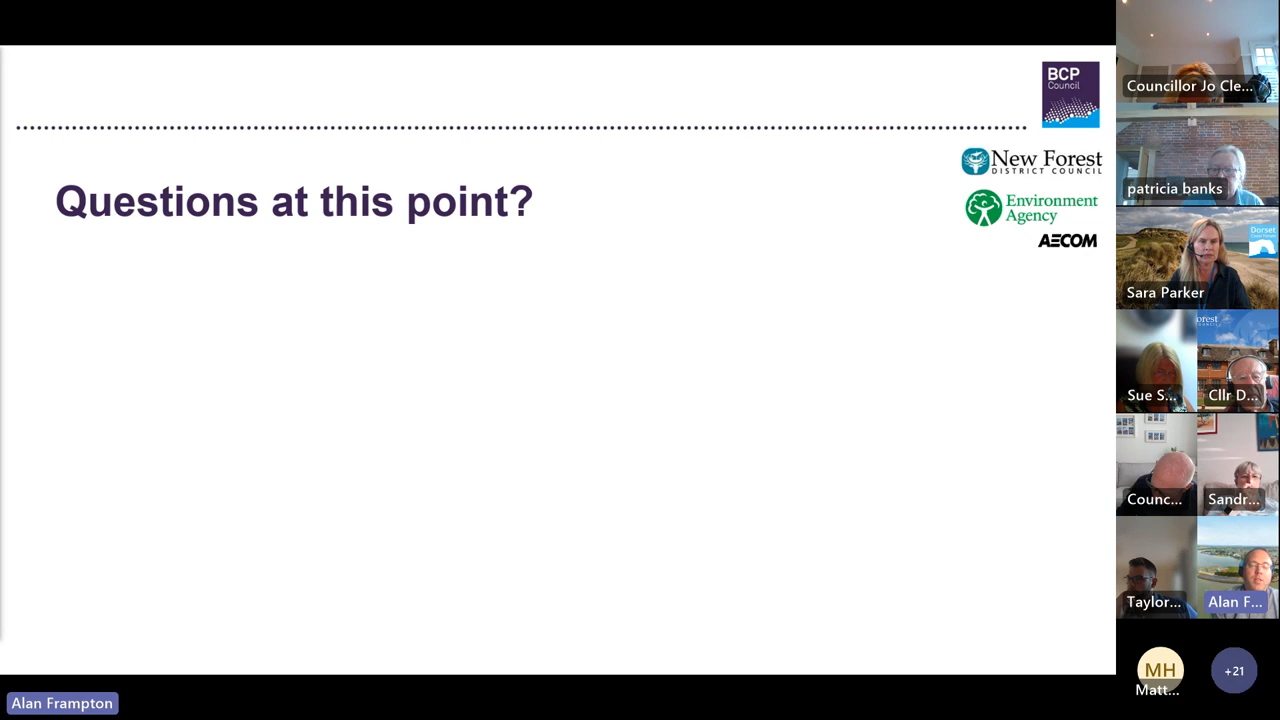 BCP
Council
New Forest
DISTRICT COUNCIL
Environment
Agency
AECOM
Questions at this point?
Councillor Jo Cle...
patricia banks
Dorset
Sara Parker
Sue S...
Cllr D...
Counc...
Sandr...
Taylor...
Alan F...
MH
Matt...
+21
Alan Frampton